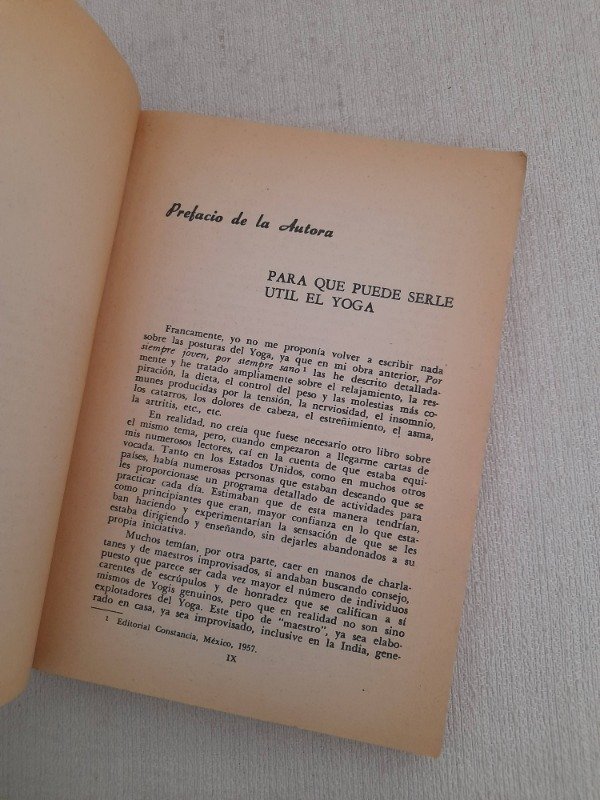 Prefacio de la Autora
PARA QUE PUEDE SERLE
UTIL EL YOGA
Francamente, yo no me proponía volver a escribir nada
sobre las posturas del Yoga, ya que en mi obra anterior, Por
siempre joven, por siempre sano¹ las he descrito detallada-
mente y he tratado ampliamente sobre el relajamiento, la res-
piración, la dieta, el control del peso y las molestias más co-
munes producidas por la tensión, la nerviosidad, el insomnio,
los catarros, los dolores de cabeza, el estreñimiento, el asma,
la artritis, etc., etc.
En realidad, no creía que fuese necesario otro libro sobre
el mismo tema, pero, cuando empezaron a llegarme cartas de
mis numerosos lectores, caí en la cuenta de que estaba equi-
vocada. Tanto en los Estados Unidos, como en muchos otros
países, había numerosas personas que estaban deseando que se
les proporcionase un programa detallado de actividades para
practicar cada día. Estimaban que de esta manera tendrían,
como principiantes que eran, mayor confianza en lo que esta-
ban haciendo y experimentarían la sensación de que se les
estaba dirigiendo y enseñando, sin dejarles abandonados a su
propia iniciativa.
Muchos temían, por otra parte, caer en manos de charla-
tanes y de maestros improvisados, si andaban buscando consejo,
puesto que parece ser cada vez mayor el número de individuos
carentes de escrúpulos y de honradez que se califican a sí
mismos de Yogis genuinos, pero que en realidad no son sino
explotadores del Yoga. Este tipo de "maestro", ya sea elabo-
rado en casa, ya sea improvisado, inclusive en la India, gene-
¹ Editorial Constancia, México, 1957.
IX